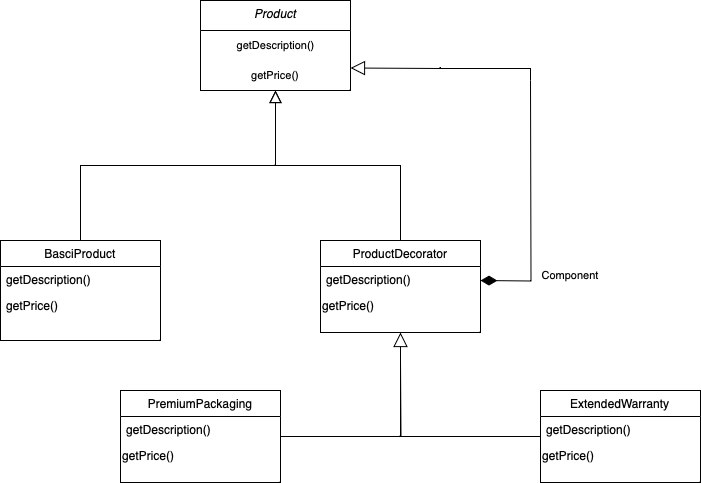 Product
getDescription()
getPrice()
BasciProduct
getDescription()
getPrice()
ProductDecorator
getDescription()
getPrice()
Component
PremiumPackaging
getDescription()
getPrice()
ExtendedWarranty
getDescription()
getPrice()